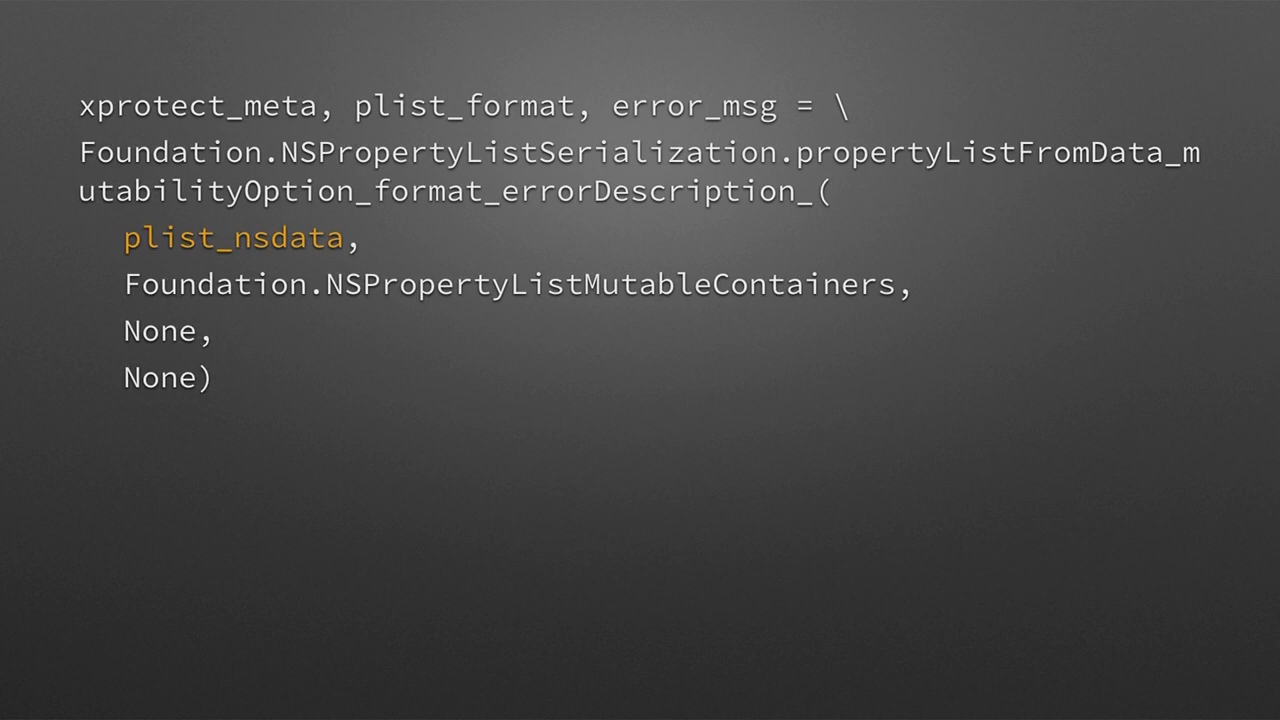 xprotect_meta, plist_format, error_msg = \
Foundation.NSPropertyListSerialization.propertyListFromData_m
utabilityOption_format_errorDescription_(
plist_nsdata,
Foundation.NSPropertyListMutableContainers,
None,
None)